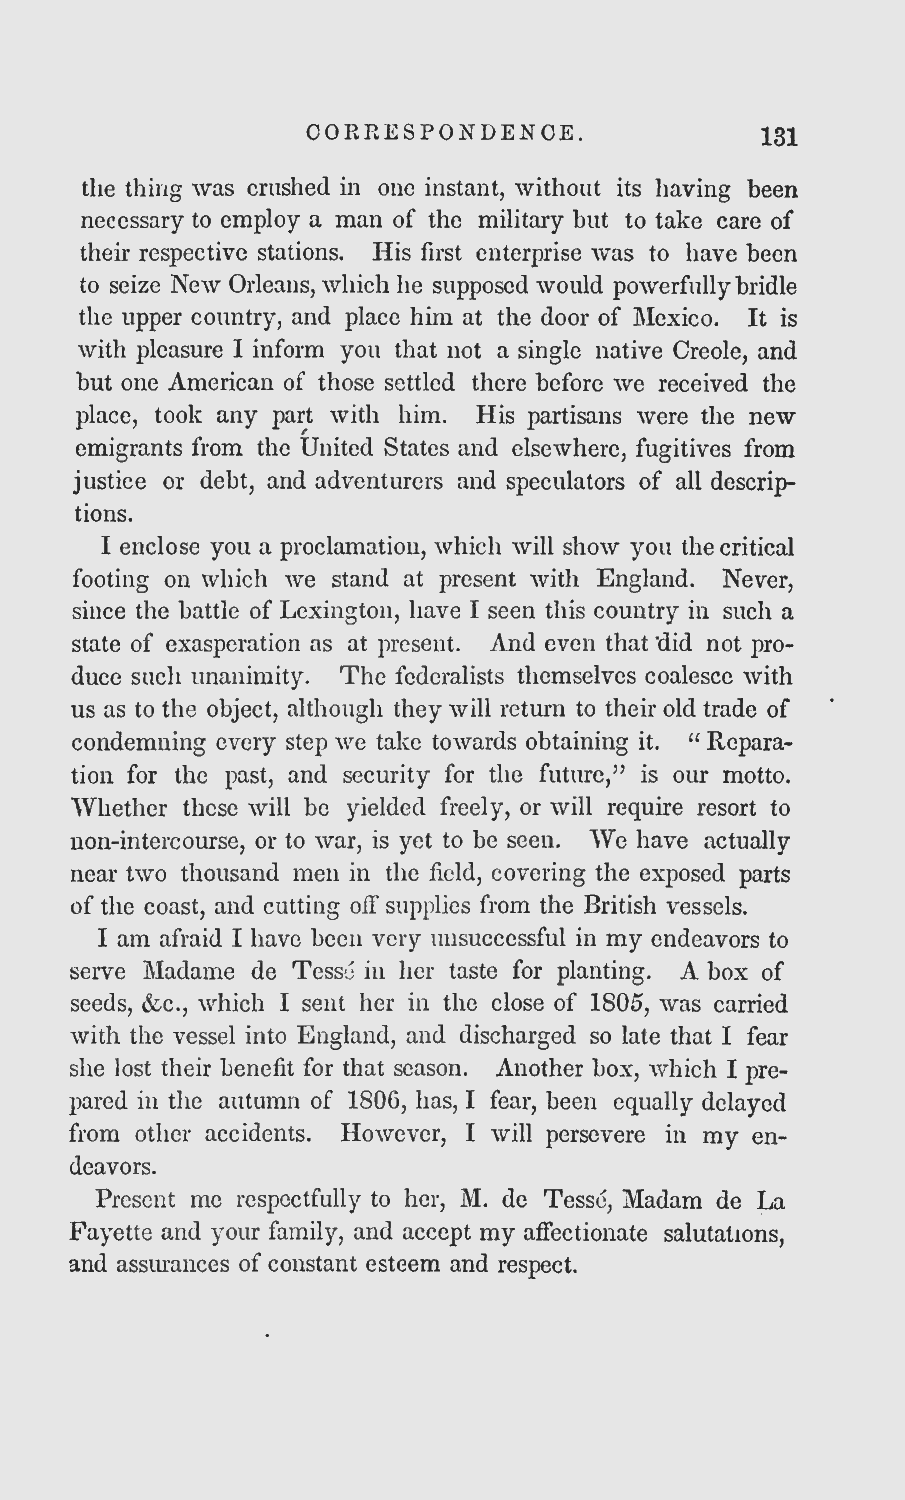 CORRESPONDENCE. 131
the thing was crushed in one instant, without its having been
necessary to employ a man of the military but to take care of
their respective stations. His first enterprise was to have been
to seize New Orleans, which he supposed would powerfully bridle
the upper country, and place him at the door of Mexico. It is
with pleasure I inform you that not a single native Creole, and
but one American of those settled there before we received the
place, took any part with him. His partisans were the new
emigrants from the United States and elsewhere, fugitives from
justice or debt, and adventurers and speculators of all descrip-
tions.
I enclose you a proclamation, which will show you the critical
footing on which we stand at present with England. Never,
since the battle of Lexington, have I seen this country in such a
state of exasperation as at present. And even that did not pro-
duce such unanimity. The federalists themselves coalesce with
us as to the object, although they will return to their old trade of
condemning every step we take towards obtaining it. “Repara-
tion for the past, and security for the future,” is our motto.
Whether these will be yielded freely, or will require resort to
non-intercourse, or to war, is yet to be seen. We have actually
near two thousand men in the field, covering the exposed parts
of the coast, and cutting off supplies from the British vessels.
I am afraid I have been very unsuccessful in my endeavors to
serve Madame de Tessé in her taste for planting. A box of
seeds, &c., which I sent her in the close of 1805, was carried
with the vessel into England, and discharged so late that I fear
she lost their benefit for that season. Another box, which I pre-
pared in the autumn of 1806, has, I fear, been equally delayed
from other accidents. However, I will persevere in my en-
deavors.
Present me respectfully to her, M. de Tessé, Madam de La
Fayette and your family, and accept my affectionate salutations,
and assurances of constant esteem and respect.